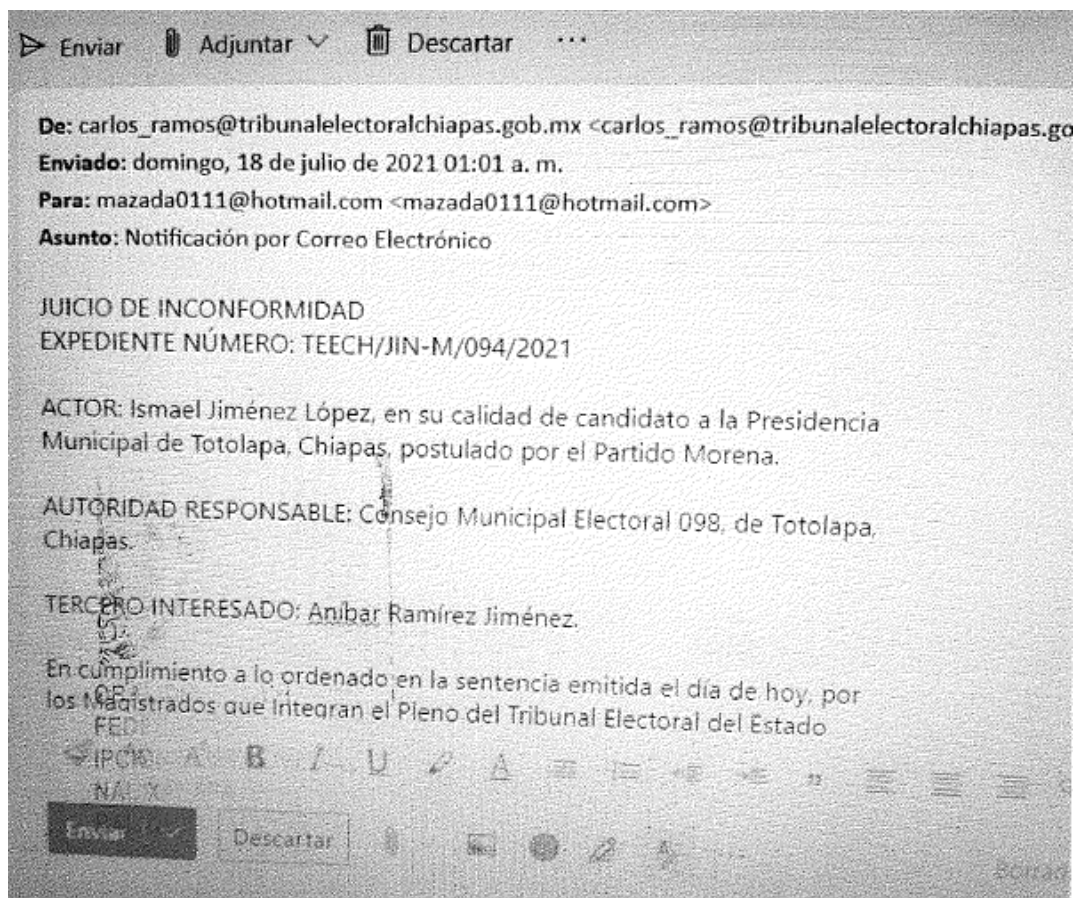 Enviar Adjuntar Descartar ...
De: carlos_ramos@tribunalelectoralchiapas.gob.mx <carlos_ramos@tribunalelectoralchiapas.go
Enviado: domingo, 18 de julio de 2021 01:01 a. m.
Para: mazada0111@hotmail.com <mazada0111@hotmail.com>
Asunto: Notificación por Correo Electrónico
JUICIO DE INCONFORMIDAD
EXPEDIENTE NÚMERO: TEECH/JIN-M/094/2021
ACTOR: Ismael Jiménez López, en su calidad de candidato a la Presidencia
Municipal de Totolapa, Chiapas, postulado por el Partido Morena.
AUTORIDAD RESPONSABLE: Consejo Municipal Electoral 098, de Totolapa,
Chiapas.
TERCERO INTERESADO: Aníbar Ramírez Jiménez.
En cumplimiento a lo ordenado en la sentencia emitida el día de hoy, por
los Magistrados que Integran el Pleno del Tribunal Electoral del Estado
FED
B I U A
Enviar Descartar